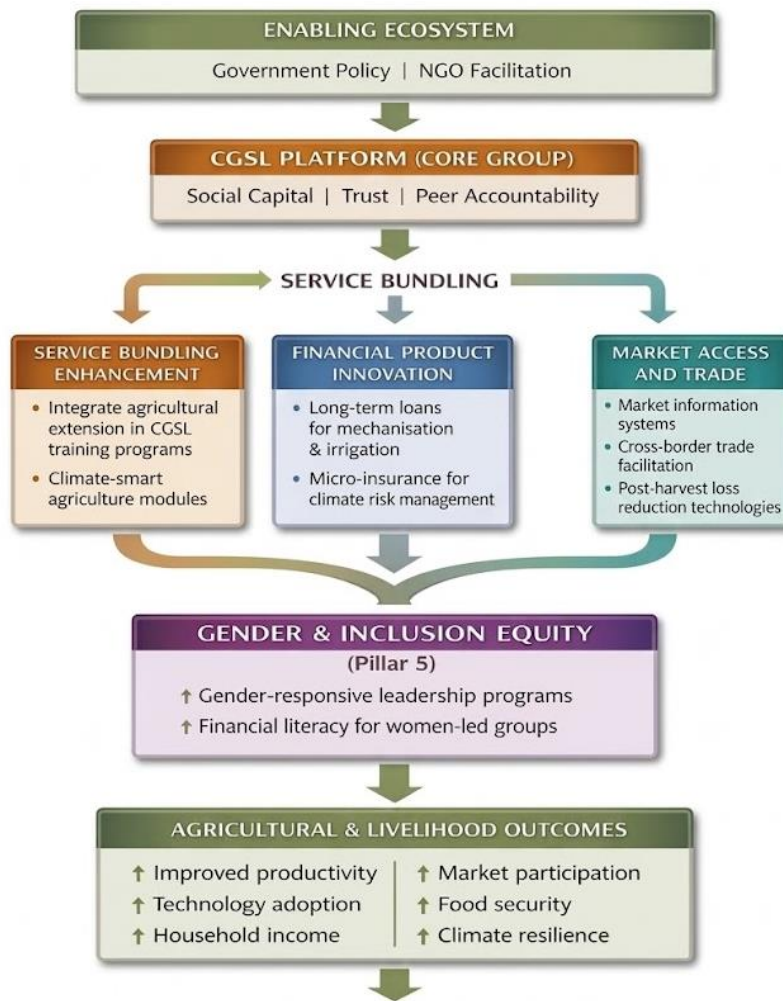 ENABLING ECOSYSTEM
Government Policy | NGO Facilitation
CGSL PLATFORM (CORE GROUP)
Social Capital | Trust | Peer Accountability
SERVICE BUNDLING
SERVICE BUNDLING
ENHANCEMENT
• Integrate agricultural
extension in CGSL
training programs
• Climate-smart
agriculture modules
FINANCIAL PRODUCT
INNOVATION
• Long-term loans
for mechanisation
& irrigation
• Micro-insurance for
climate risk management
MARKET ACCESS
AND TRADE
• Market information
systems
• Cross-border trade
facilitation
• Post-harvest loss
reduction technologies
GENDER & INCLUSION EQUITY
(Pillar 5)
↑ Gender-responsive leadership programs
↑ Financial literacy for women-led groups
AGRICULTURAL & LIVELIHOOD OUTCOMES
↑ Improved productivity
↑ Technology adoption
↑ Household income
↑ Market participation
↑ Food security
↑ Climate resilience